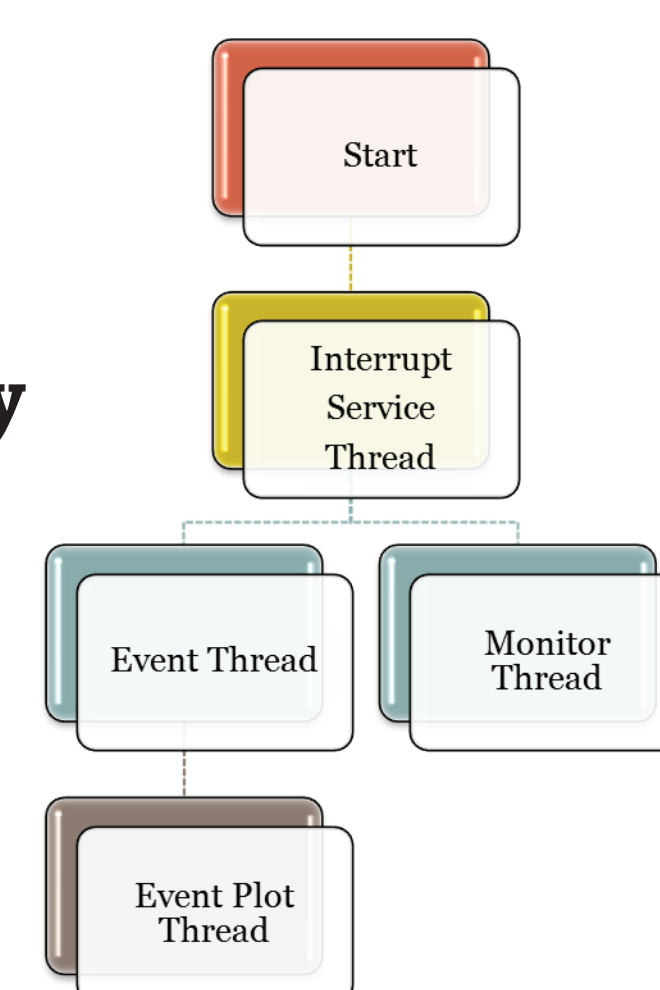 Start
Interrupt
Service
Thread
y
Event Thread
Monitor
Thread
Event Plot
Thread